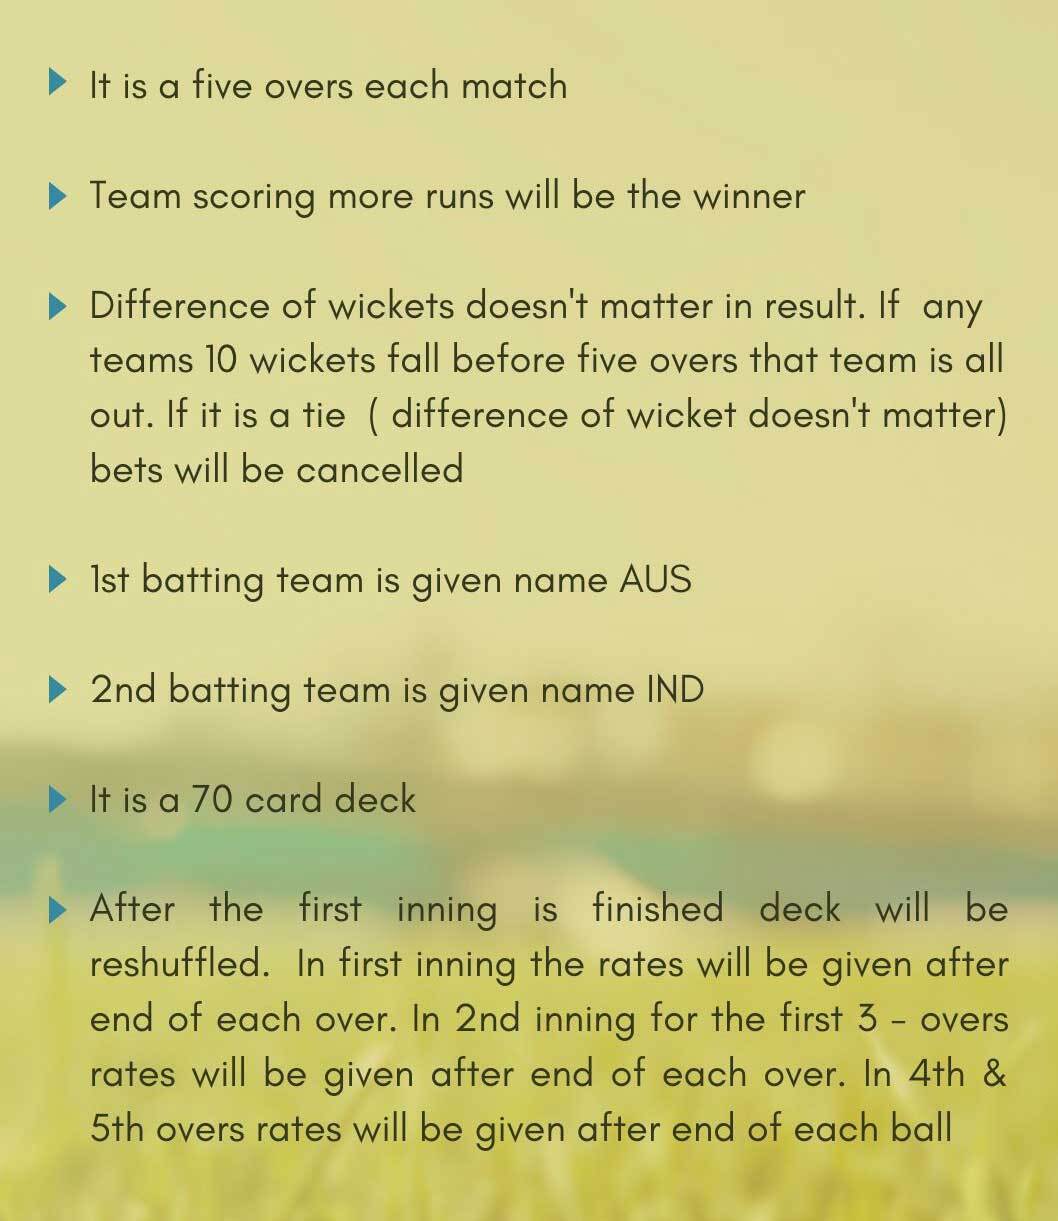 It is a five overs each match
Team scoring more runs will be the winner
Difference of wickets doesn't matter in result. If any
teams 10 wickets fall before five overs that team is all
out. If it is a tie ( difference of wicket doesn't matter)
bets will be cancelled
1st batting team is given name AUS
2nd batting team is given name IND
It is a 70 card deck
After the first inning is finished deck will be
reshuffled. In first inning the rates will be given after
end of each over. In 2nd inning for the first 3 - overs
rates will be given after end of each over. In 4th &
5th overs rates will be given after end of each ball